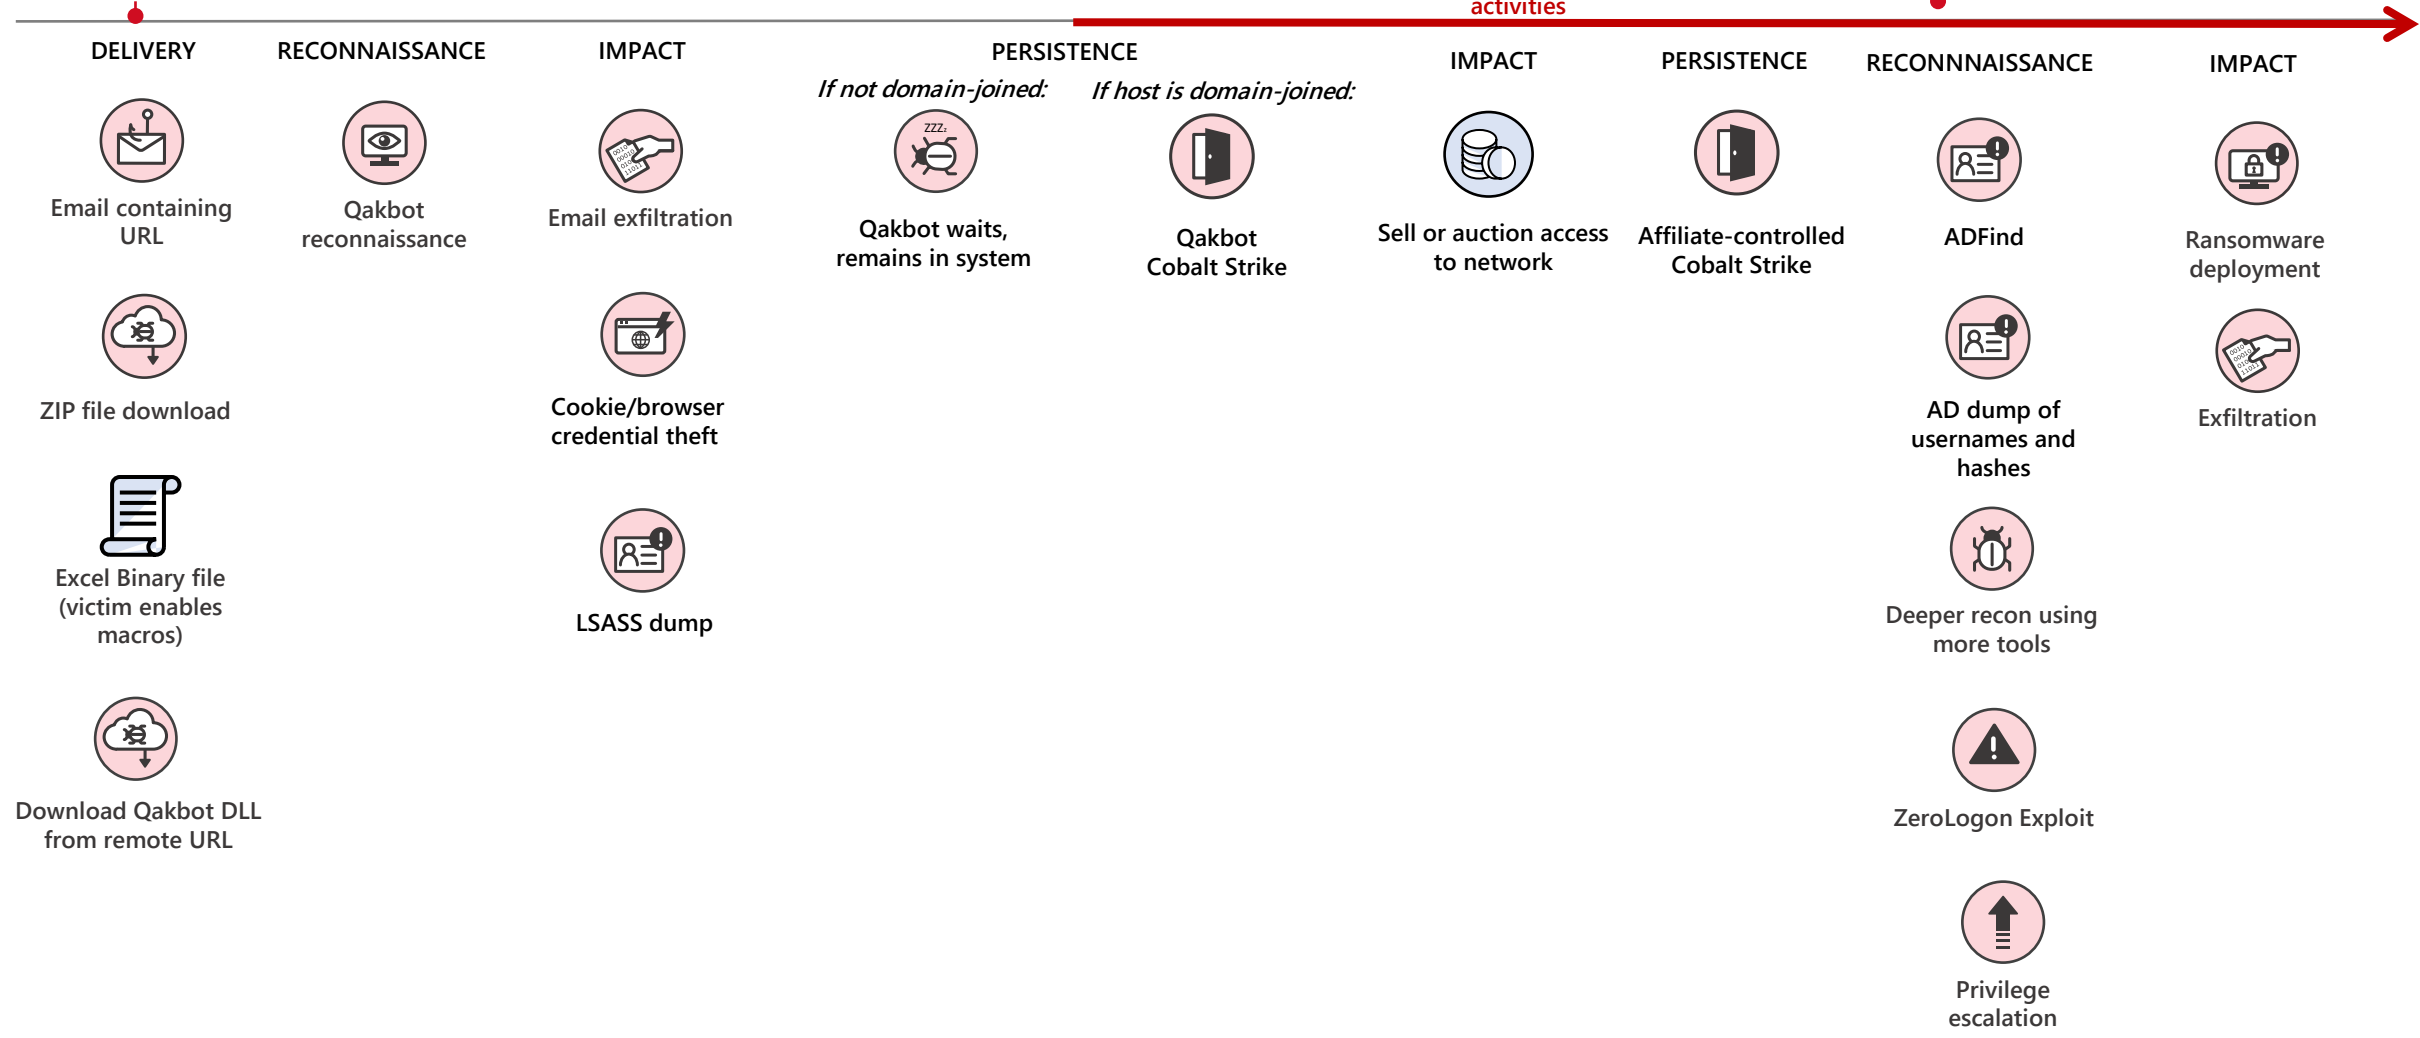 activities
DELIVERY
Email containing
URL
ZIP file download
Excel Binary file
(victim enables
macros)
Download Qakbot DLL
from remote URL
RECONNAISSANCE
Qakbot
reconnaissance
IMPACT
Email exfiltration
Cookie/browser
credential theft
LSASS dump
PERSISTENCE
If not domain-joined:
ZZZz
Qakbot waits,
remains in system
If host is domain-joined:
Qakbot
Cobalt Strike
IMPACT
Sell or auction access
to network
PERSISTENCE
Affiliate-controlled
Cobalt Strike
RECONNNAISSANCE
ADFind
AD dump of
usernames and
hashes
Deeper recon using
more tools
ZeroLogon Exploit
Privilege
escalation
IMPACT
Ransomware
deployment
Exfiltration